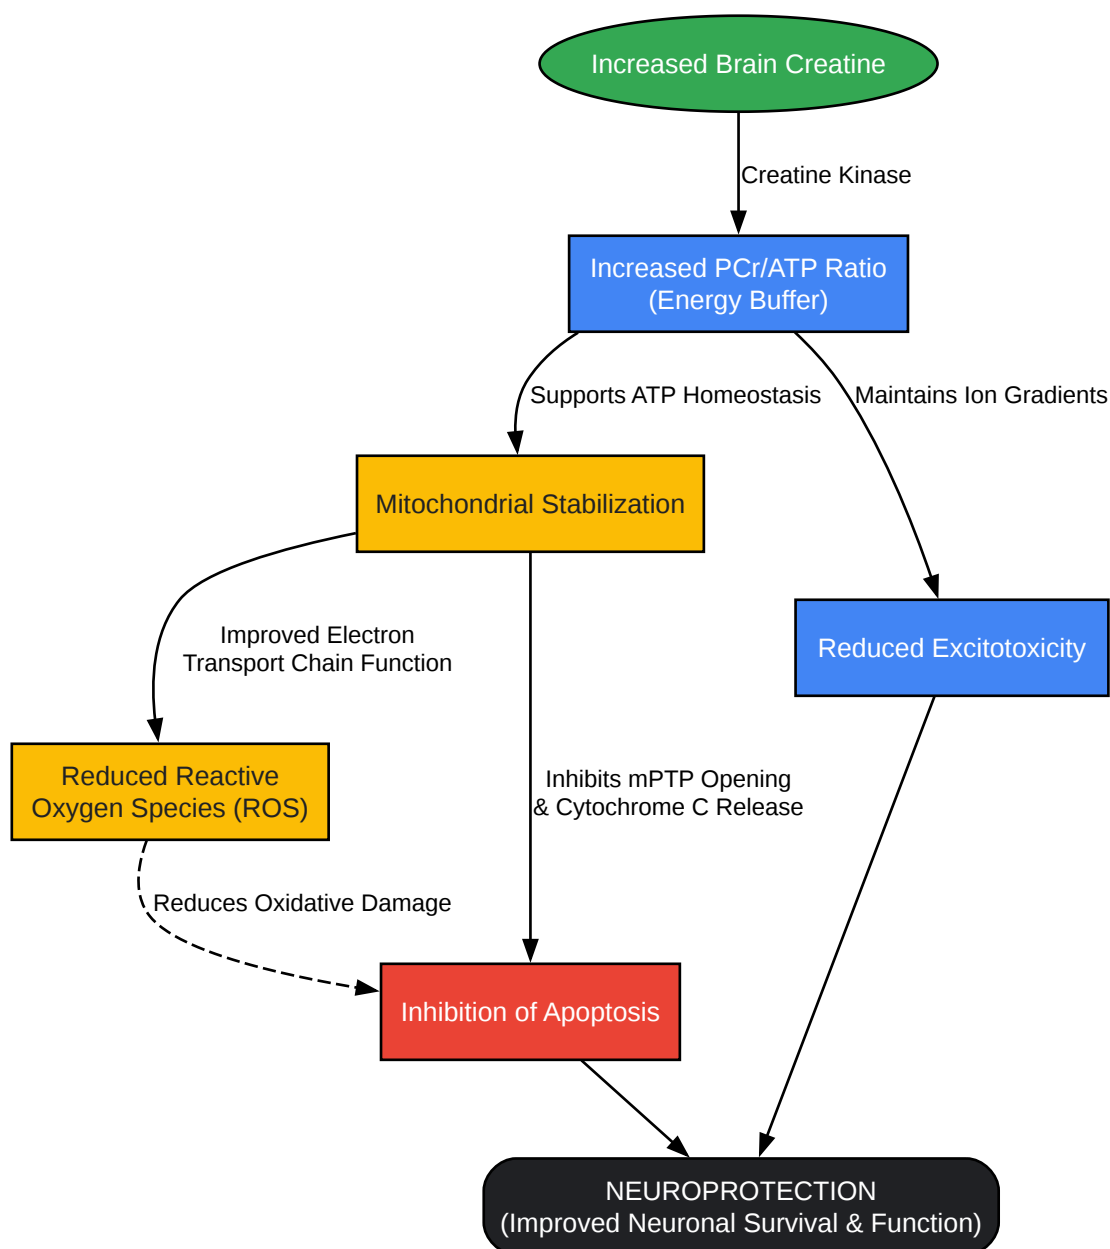 Increased Brain Creatine
Creatine Kinase
Increased PCr/ATP Ratio
(Energy Buffer)
Supports ATP Homeostasis
Maintains Ion Gradients
Mitochondrial Stabilization
Improved Electron
Transport Chain Function
Reduced Excitotoxicity
Reduced Reactive
Oxygen Species (ROS)
Inhibits mPTP Opening
& Cytochrome C Release
Reduces Oxidative Damage
Inhibition of Apoptosis
NEUROPROTECTION
(Improved Neuronal Survival & Function)